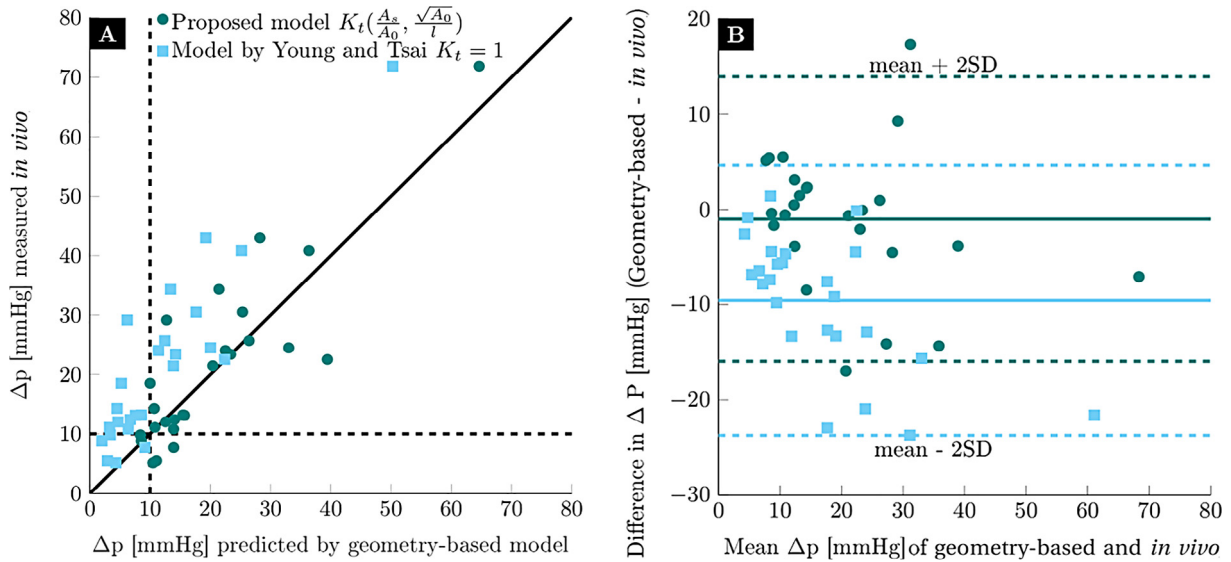 A
Proposed model K_t(A_s/A_0, √A_0/l)
Model by Young and Tsai K_t = 1
80
70
60
50
40
30
20
10
0
0 10 20 30 40 50 60 70 80
Δp [mmHg] measured in vivo
Δp [mmHg] predicted by geometry-based model
B
mean + 2SD
mean - 2SD
20
10
0
−10
−20
−30
0 10 20 30 40 50 60 70 80
Difference in Δ P [mmHg] (Geometry-based - in vivo)
Mean Δp [mmHg]of geometry-based and in vivo